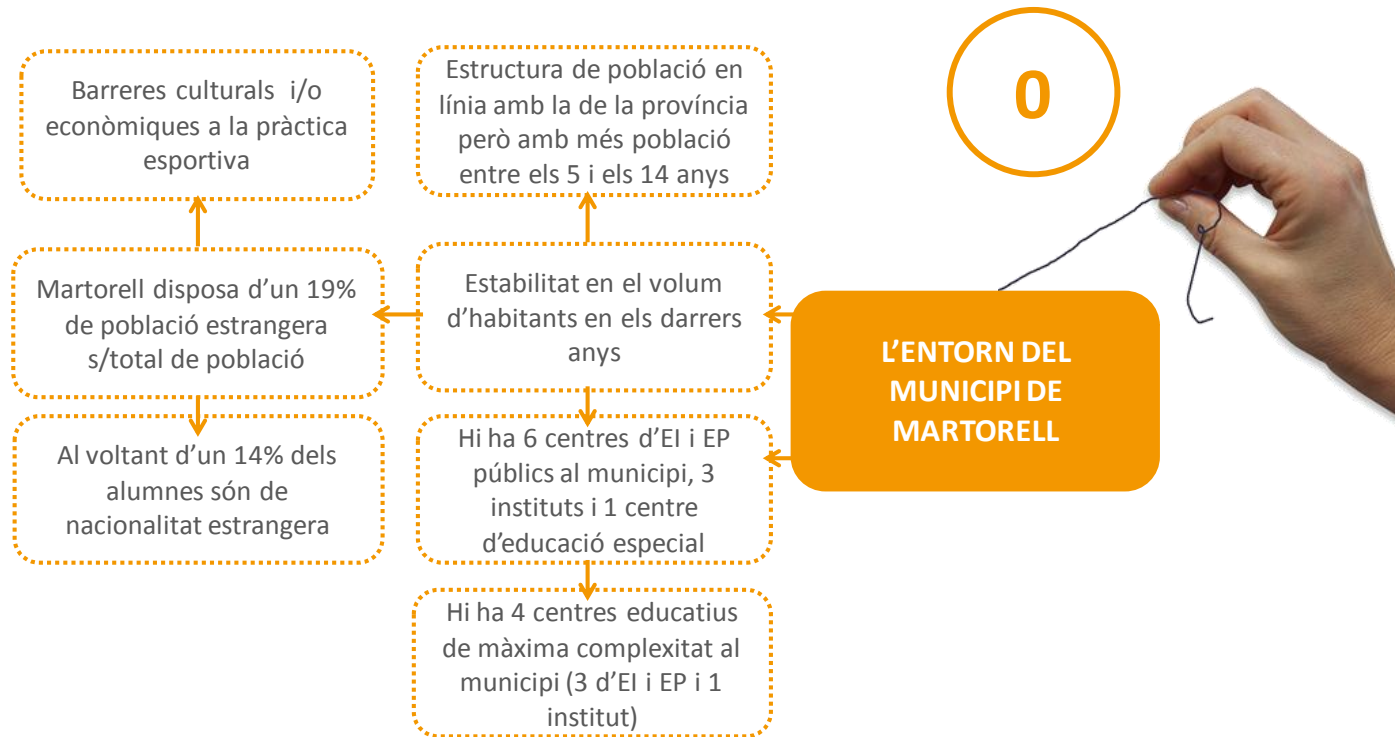 Barreres culturals i/o
econòmiques a la pràctica
esportiva
Estructura de població en
línia amb la de la província
però amb més població
entre els 5 i els 14 anys
0
Martorell disposa d'un 19%
de població estrangera
s/total de població
Estabilitat en el volum
d'habitants en els darrers
anys
L'ENTORN DEL
MUNICIPI DE
MARTORELL
Al voltant d'un 14% dels
alumnes són de
nacionalitat estrangera
Hi ha 6 centres d'EI i EP
públics al municipi, 3
instituts i 1 centre
d'educació especial
Hi ha 4 centres educatius
de màxima complexitat al
municipi (3 d'EI i EP i 1
institut)